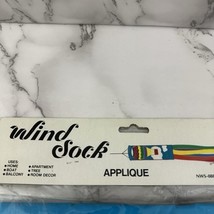 Wind
Sock
USES
• HOME • APARTMENT
• BOAT • TREE
• BALCONY • ROOM DECOR
APPLIQUE